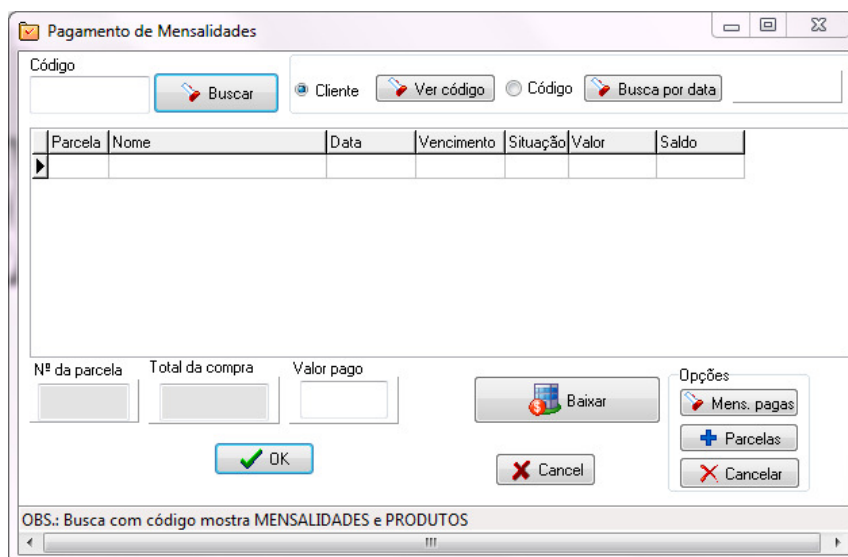 Pagamento de Mensalidades
Código
Buscar
Cliente
Ver código
Código
Busca por data
Parcela Nome Data Vencimento Situação Valor Saldo
Nº da parcela Total da compra Valor pago
Baixar
Opções
Mens. pagas
Parcelas
Cancelar
OK
Cancel
OBS.: Busca com código mostra MENSALIDADES e PRODUTOS